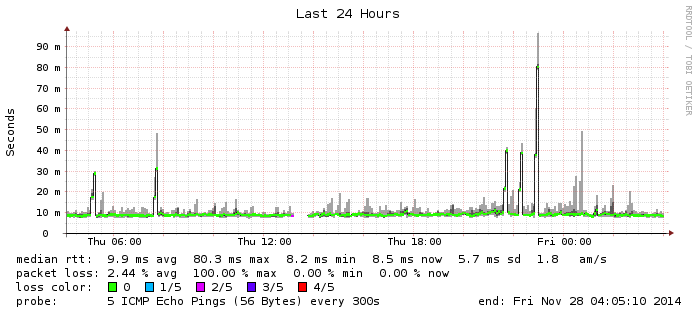 Last 24 Hours
RRDTOOL / TOBI OETIKER
Seconds
90 m
80 m
70 m
60 m
50 m
40 m
30 m
20 m
10 m
0
Thu 06:00 Thu 12:00 Thu 18:00 Fri 00:00
median rtt: 9.9 ms avg 80.3 ms max 8.2 ms min 8.5 ms now 5.7 ms sd 1.8 am/s
packet loss: 2.44 % avg 100.00 % max 0.00 % min 0.00 % now
loss color: 0 1/5 2/5 3/5 4/5
probe: 5 ICMP Echo Pings (56 Bytes) every 300s end: Fri Nov 28 04:05:10 2014